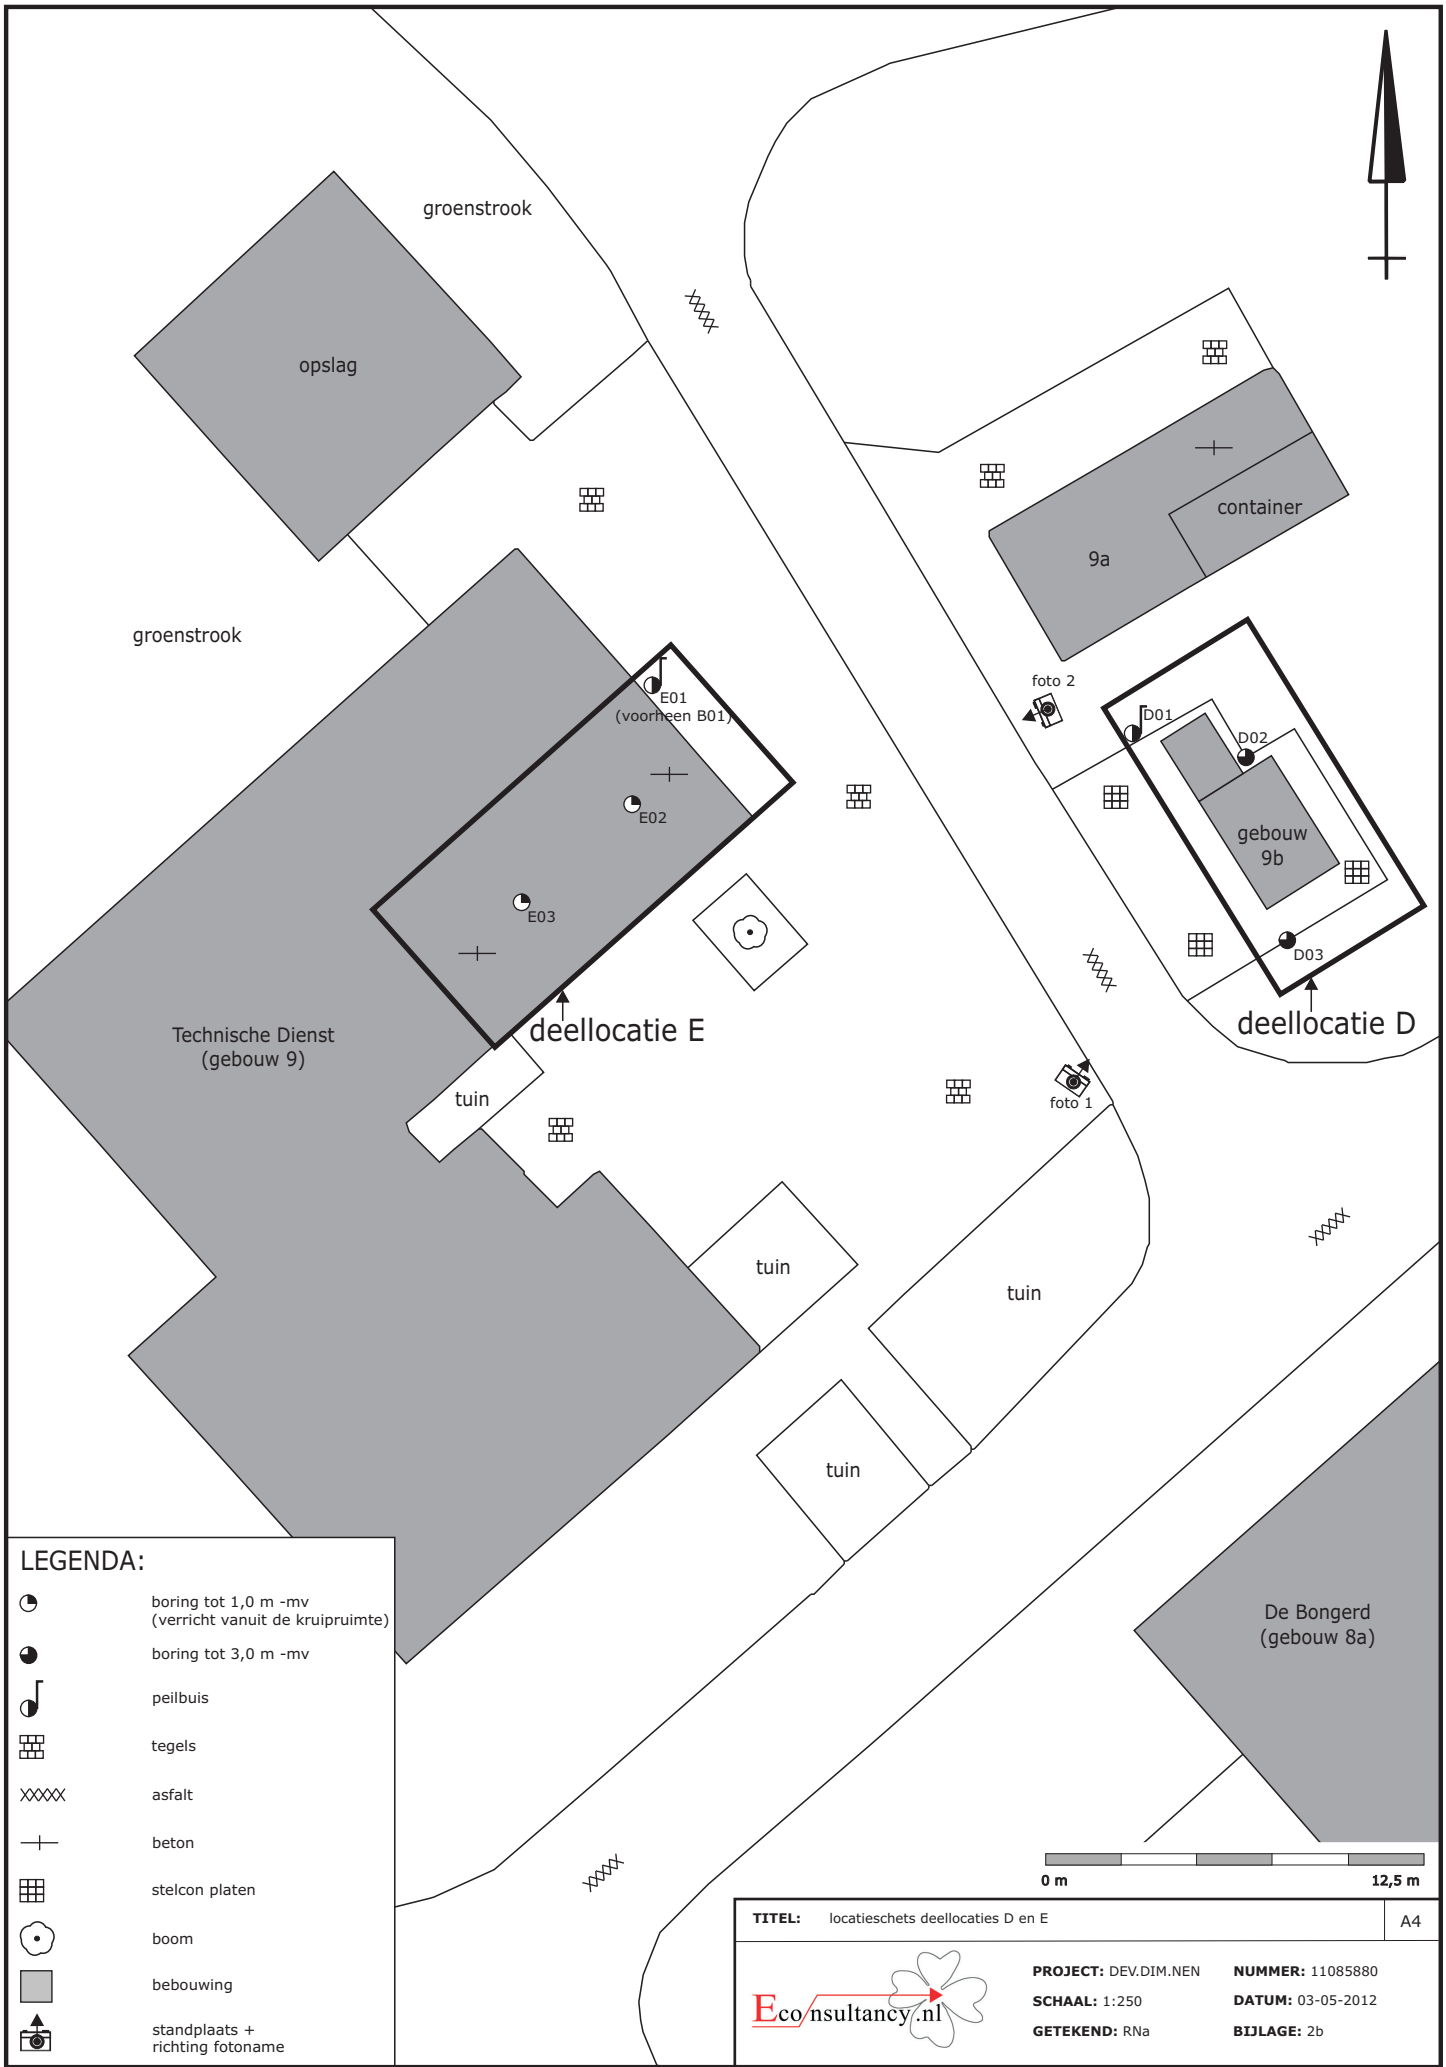 groenstrook
opslag
container
9a
groenstrook
foto 2
E01
(voorheen B01)
D01
D02
E02
gebouw
9b
E03
D03
deellocatie D
deellocatie E
Technische Dienst
(gebouw 9)
tuin
foto 1
tuin
tuin
tuin
De Bongerd
(gebouw 8a)
LEGENDA:
boring tot 1,0 m -mv
(verricht vanuit de kruipruimte)
boring tot 3,0 m -mv
peilbuis
tegels
asfalt
beton
stelcon platen
boom
bebouwing
standplaats +
richting fotoname
0 m 12,5 m
TITEL: locatieschets deellocaties D en E A4
Econsultancy.nl
PROJECT: DEV.DIM.NEN NUMMER: 11085880
SCHAAL: 1:250 DATUM: 03-05-2012
GETEKEND: RNa BIJLAGE: 2b